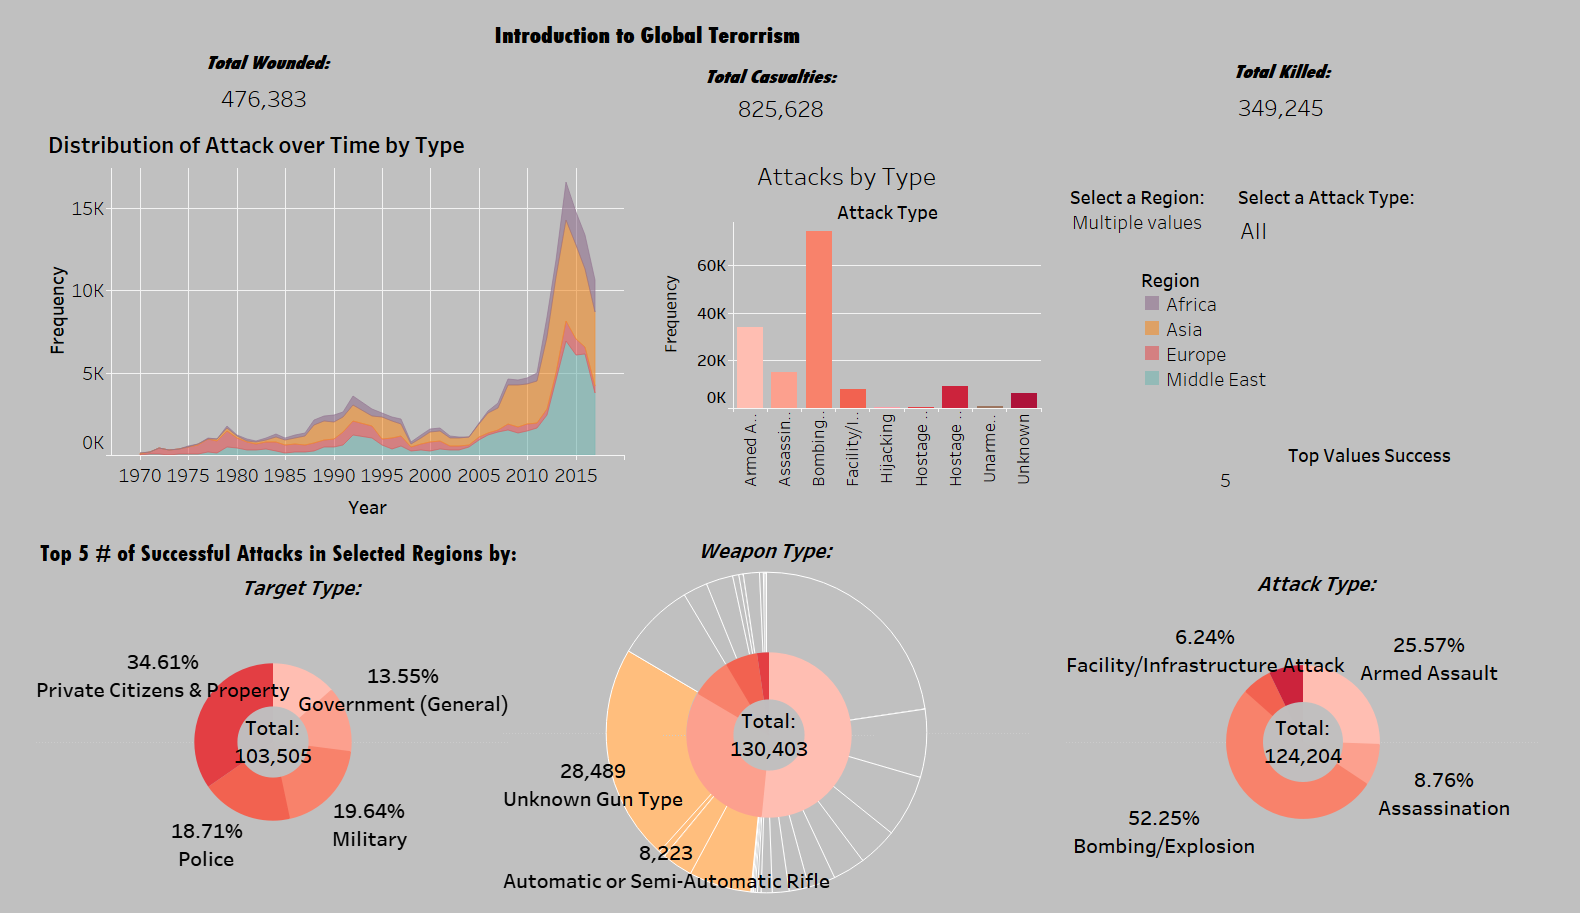 Introduction to Global Terorrism
Total Wounded:
476,383
Total Casualties:
825,628
Total Killed:
349,245
Distribution of Attack over Time by Type
Frequency
15K
10K
5K
0K
1970 1975 1980 1985 1990 1995 2000 2005 2010 2015
Year
Attacks by Type
Attack Type
Frequency
60K
40K
20K
0K
Armed A..
Assassin..
Bombing..
Facility/I..
Hijacking
Hostage ..
Hostage ..
Unarme..
Unknown
Select a Region:
Multiple values
Select a Attack Type:
All
Region
Africa
Asia
Europe
Middle East
Top Values Success
5
Top 5 # of Successful Attacks in Selected Regions by:
Target Type:
34.61%
Private Citizens & Property
13.55%
Government (General)
Total:
103,505
19.64%
Military
18.71%
Police
Weapon Type:
Total:
130,403
28,489
Unknown Gun Type
8,223
Automatic or Semi-Automatic Rifle
Attack Type:
6.24%
Facility/Infrastructure Attack
25.57%
Armed Assault
Total:
124,204
8.76%
Assassination
52.25%
Bombing/Explosion